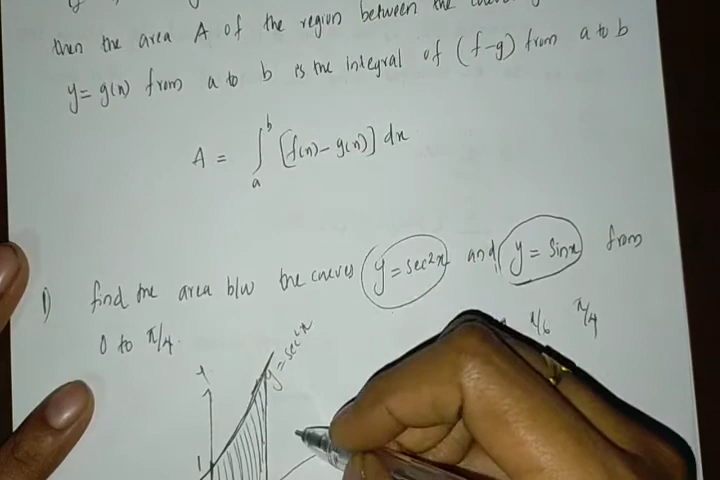 then the area A of the region between the
y = g(x) from a to b is the integral of (f-g) from a to b
A = ∫ₐᵇ [f(x) - g(x)] dx
1) find the area b/w the curves y = sec²x and y = sinx from
0 to π/4.
π/6 π/4
y = sec²x
1